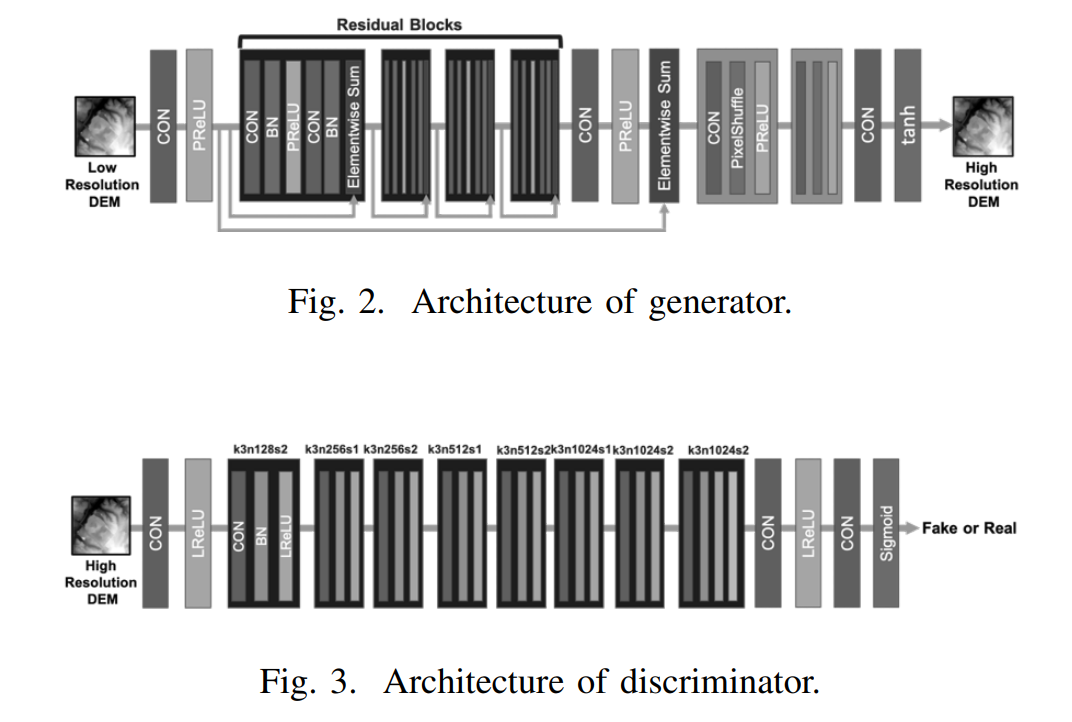 Residual Blocks
CON
PReLU
CON
BN
PReLU
CON
BN
Elementwise Sum
CON
PReLU
Elementwise Sum
CON
PixelShuffle
PReLU
CON
tanh
Low
Resolution
DEM
High
Resolution
DEM
Fig. 2. Architecture of generator.
k3n128s2
k3n256s1
k3n256s2
k3n512s1
k3n512s2
k3n1024s1
k3n1024s2
k3n1024s2
CON
LReLU
CON
BN
LReLU
CON
LReLU
CON
Sigmoid
Fake or Real
High
Resolution
DEM
Fig. 3. Architecture of discriminator.